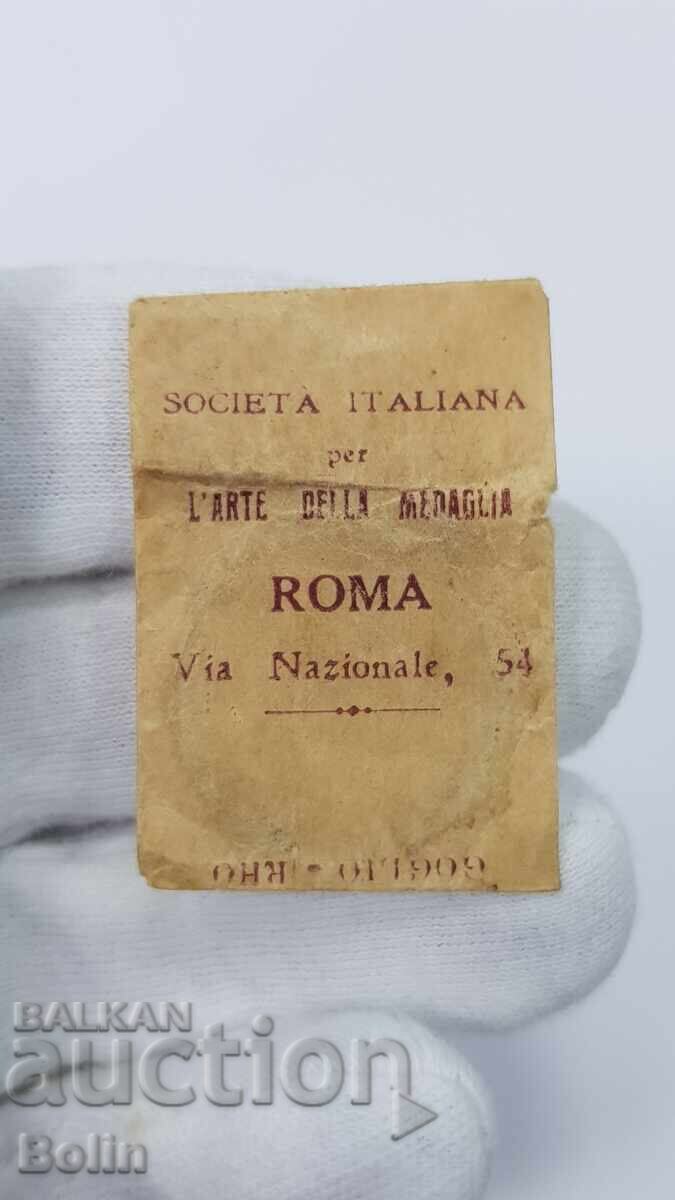 SOCIETÀ ITALIANA
per
L'ARTE DELLA MEDAGLIA
ROMA
Via Nazionale, 54
BALKAN
auction
Bolin